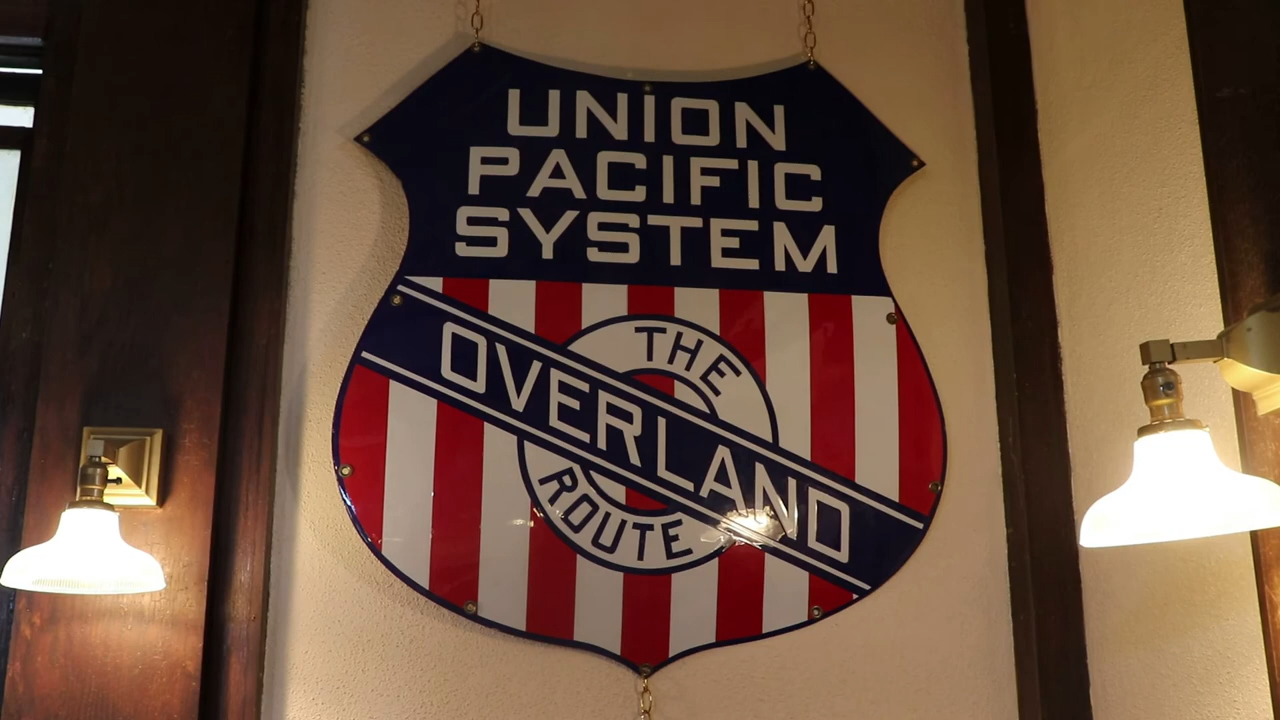 UNION
PACIFIC
SYSTEM
THE
OVERLAND
ROUTE